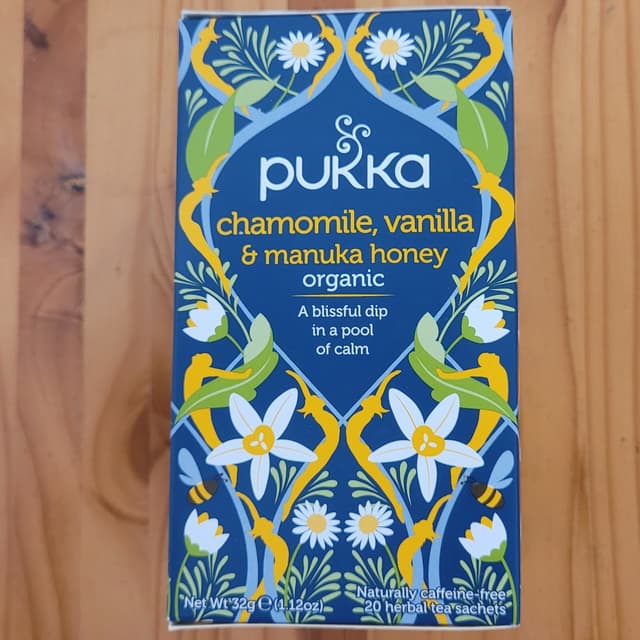 pukka
chamomile, vanilla
& manuka honey
organic
A blissful dip
in a pool
of calm
Net Wt 32g ℮ (1.12oz)
Naturally caffeine-free
20 herbal tea sachets